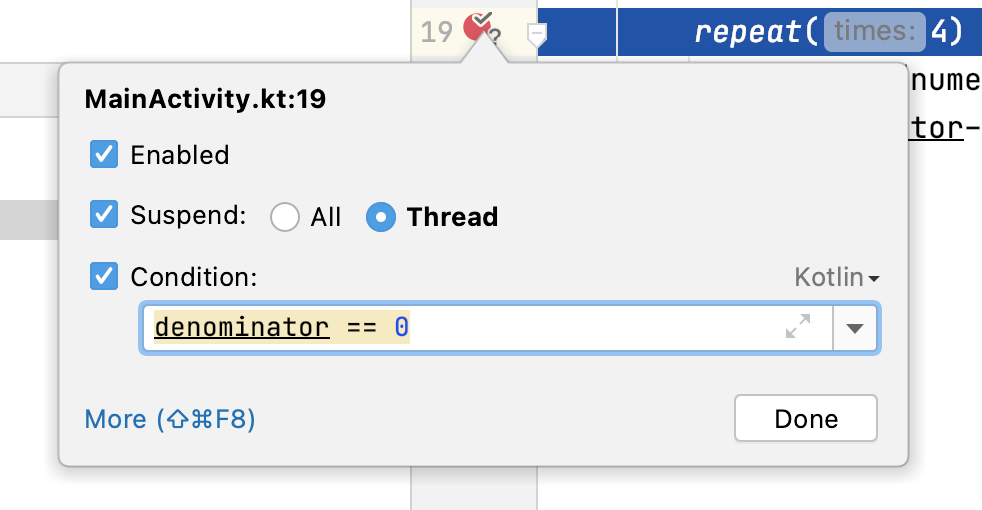 19 repeat( times: 4)
nume
tor-
MainActivity.kt:19
Enabled
Suspend: All Thread
Condition: Kotlin
denominator == 0
More (⇧⌘F8) Done